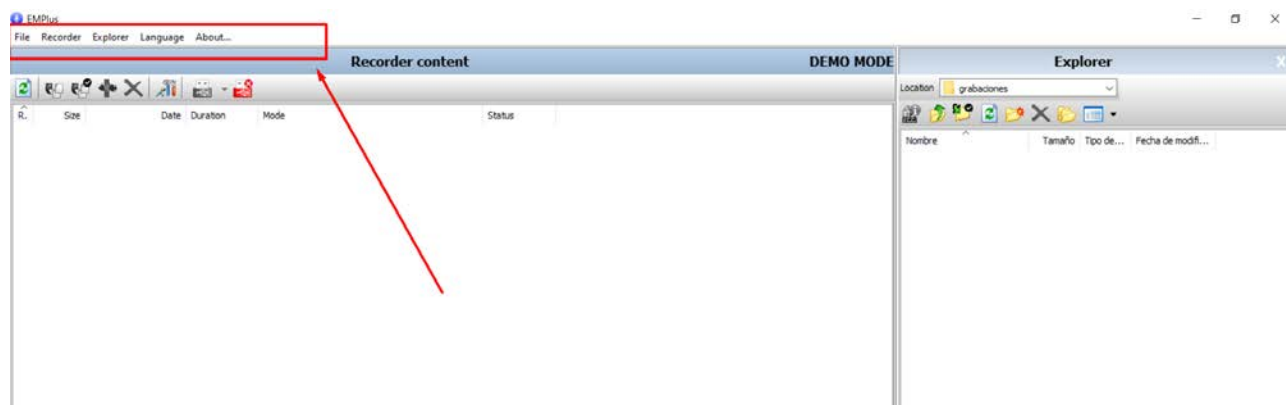 EMPlus
File Recorder Explorer Language About...
Recorder content DEMO MODE
Explorer X
Location grabaciones
R. Size Date Duration Mode Status
Nombre Tamaño Tipo de... Fecha de modifi...